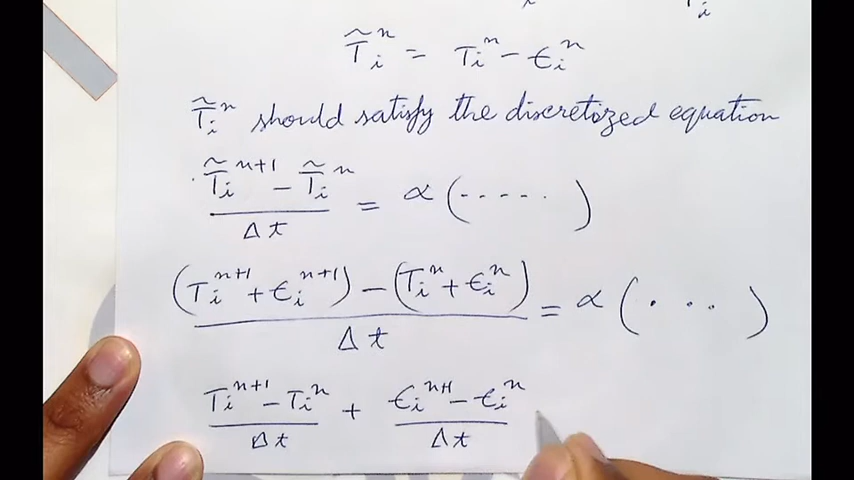 T̃ᵢⁿ = Tᵢⁿ - ϵᵢⁿ
T̃ᵢⁿ should satisfy the discretized equation
(T̃ᵢⁿ⁺¹ - T̃ᵢⁿ)/Δt = α(- - - - - )
((Tᵢⁿ⁺¹ + ϵᵢⁿ⁺¹) - (Tᵢⁿ + ϵᵢⁿ))/Δt = α( . . . )
(Tᵢⁿ⁺¹ - Tᵢⁿ)/Δt + (ϵᵢⁿ⁺¹ - ϵᵢⁿ)/Δt